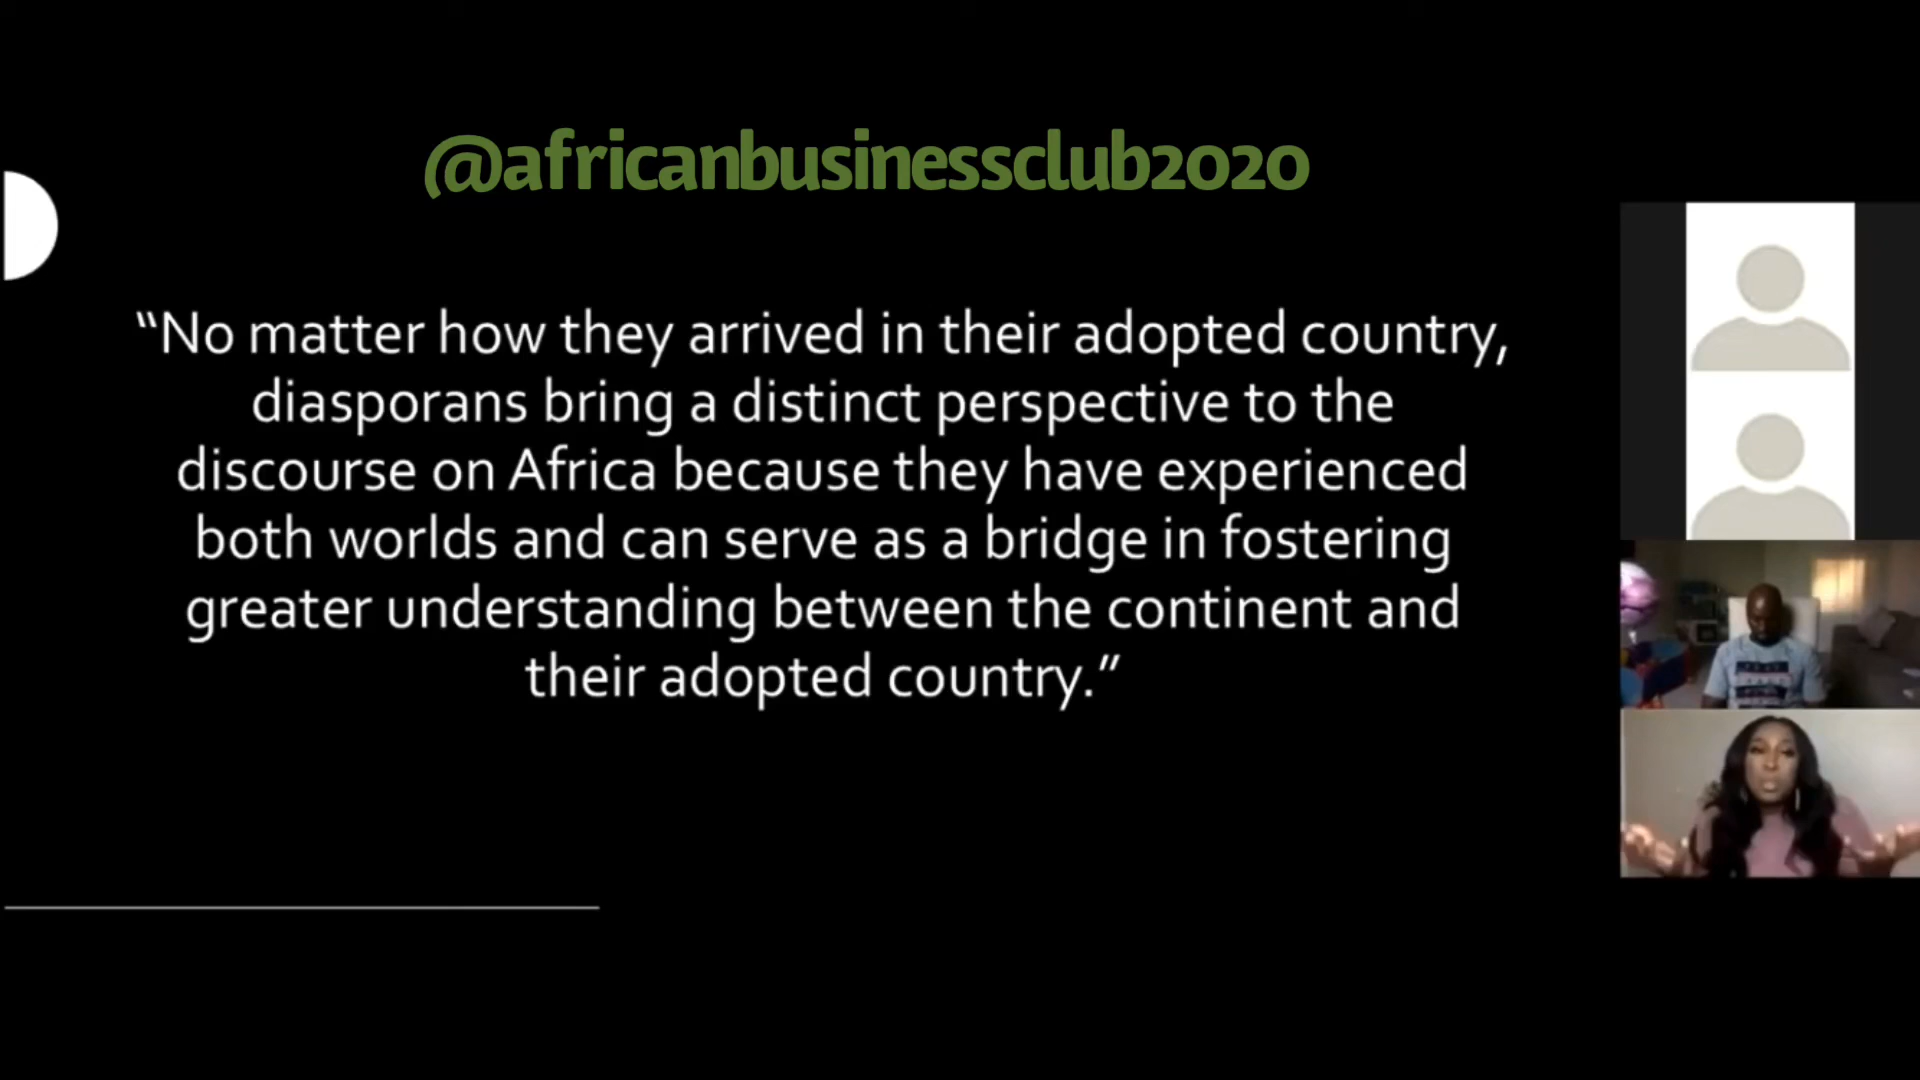 @africanbusinessclub2020
“No matter how they arrived in their adopted country,
diasporans bring a distinct perspective to the
discourse on Africa because they have experienced
both worlds and can serve as a bridge in fostering
greater understanding between the continent and
their adopted country.”